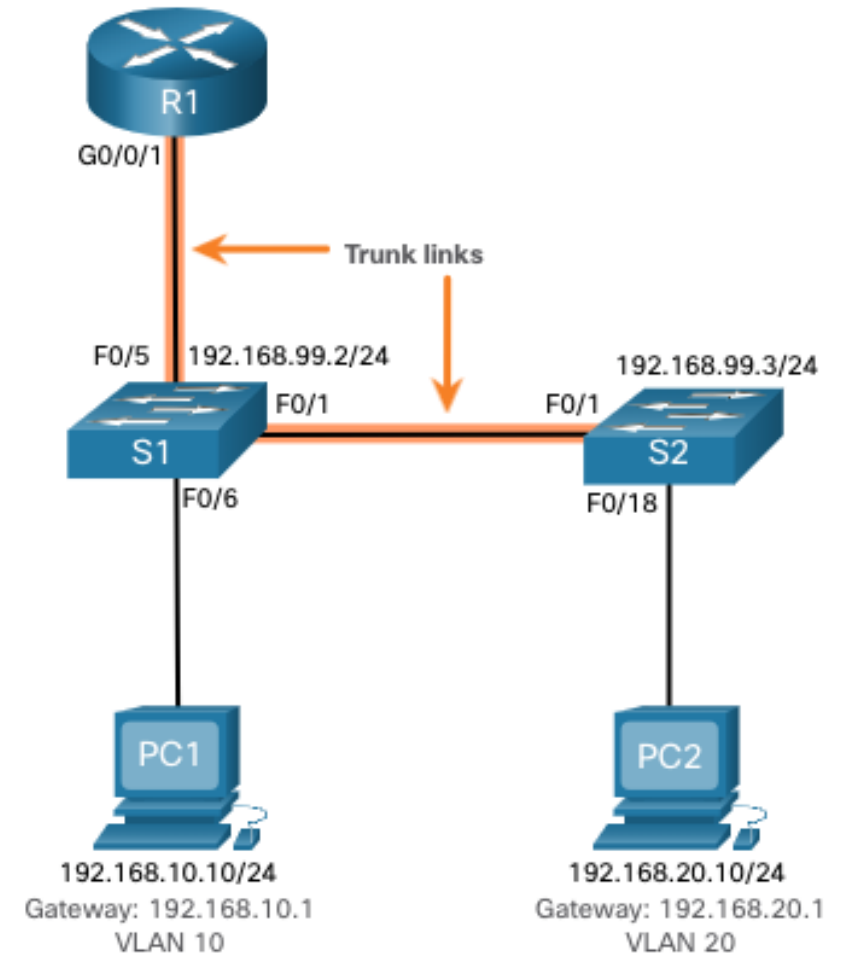 R1
G0/0/1
Trunk links
F0/5
192.168.99.2/24
192.168.99.3/24
F0/1
F0/1
S1
S2
F0/6
F0/18
PC1
PC2
192.168.10.10/24
Gateway: 192.168.10.1
VLAN 10
192.168.20.10/24
Gateway: 192.168.20.1
VLAN 20